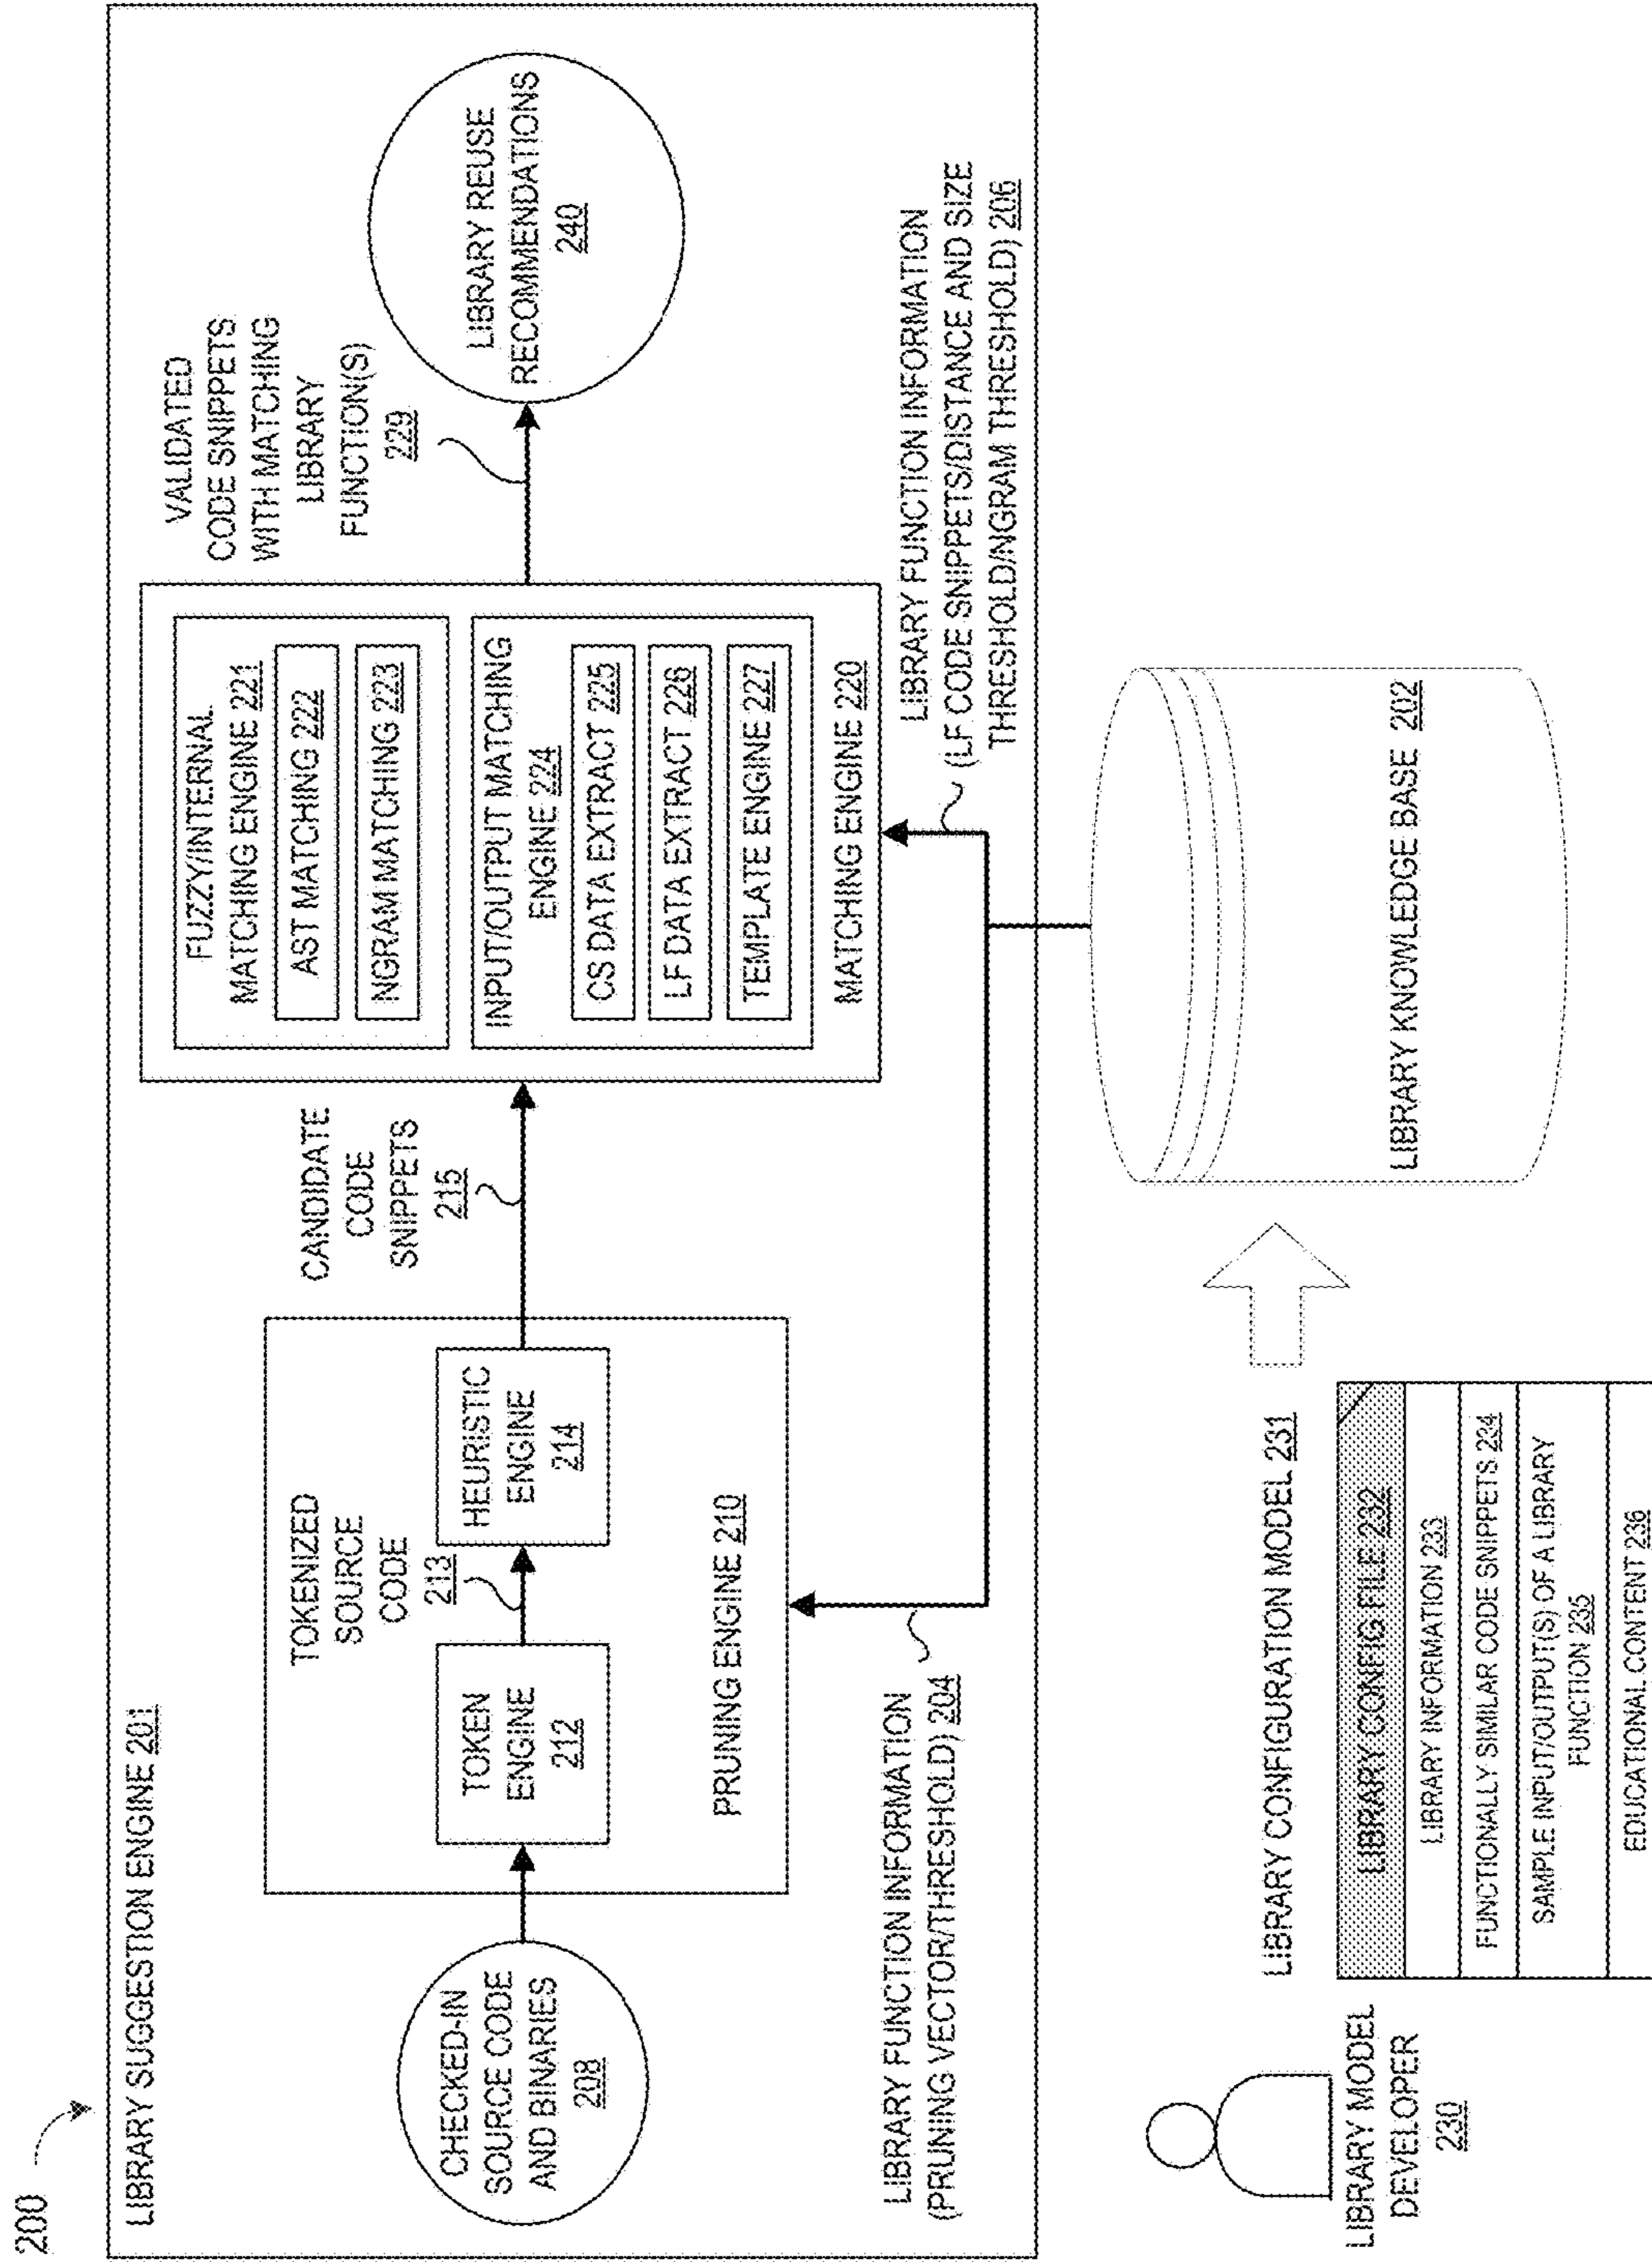 200
LIBRARY SUGGESTION ENGINE 201
CHECKED-IN
SOURCE CODE
AND BINARIES
208
TOKENIZED
SOURCE
CODE
213
TOKEN
ENGINE
212
HEURISTIC
ENGINE
214
PRUNING ENGINE 210
CANDIDATE
CODE
SNIPPETS
215
FUZZY/INTERNAL
MATCHING ENGINE 221
AST MATCHING 222
NGRAM MATCHING 223
INPUT/OUTPUT MATCHING
ENGINE 224
CS DATA EXTRACT 225
LF DATA EXTRACT 226
TEMPLATE ENGINE 227
MATCHING ENGINE 220
VALIDATED
CODE SNIPPETS
WITH MATCHING
LIBRARY
FUNCTION(S)
229
LIBRARY REUSE
RECOMMENDATIONS
240
LIBRARY FUNCTION INFORMATION
(PRUNING VECTOR/THRESHOLD) 204
LIBRARY FUNCTION INFORMATION
(LF CODE SNIPPETS/DISTANCE AND SIZE
THRESHOLD/NGRAM THRESHOLD) 206
LIBRARY MODEL
DEVELOPER
230
LIBRARY CONFIGURATION MODEL 231
LIBRARY CONFIG FILE 232
LIBRARY INFORMATION 233
FUNCTIONALLY SIMILAR CODE SNIPPETS 234
SAMPLE INPUT/OUTPUT(S) OF A LIBRARY
FUNCTION 235
EDUCATIONAL CONTENT 236
LIBRARY KNOWLEDGE BASE 202